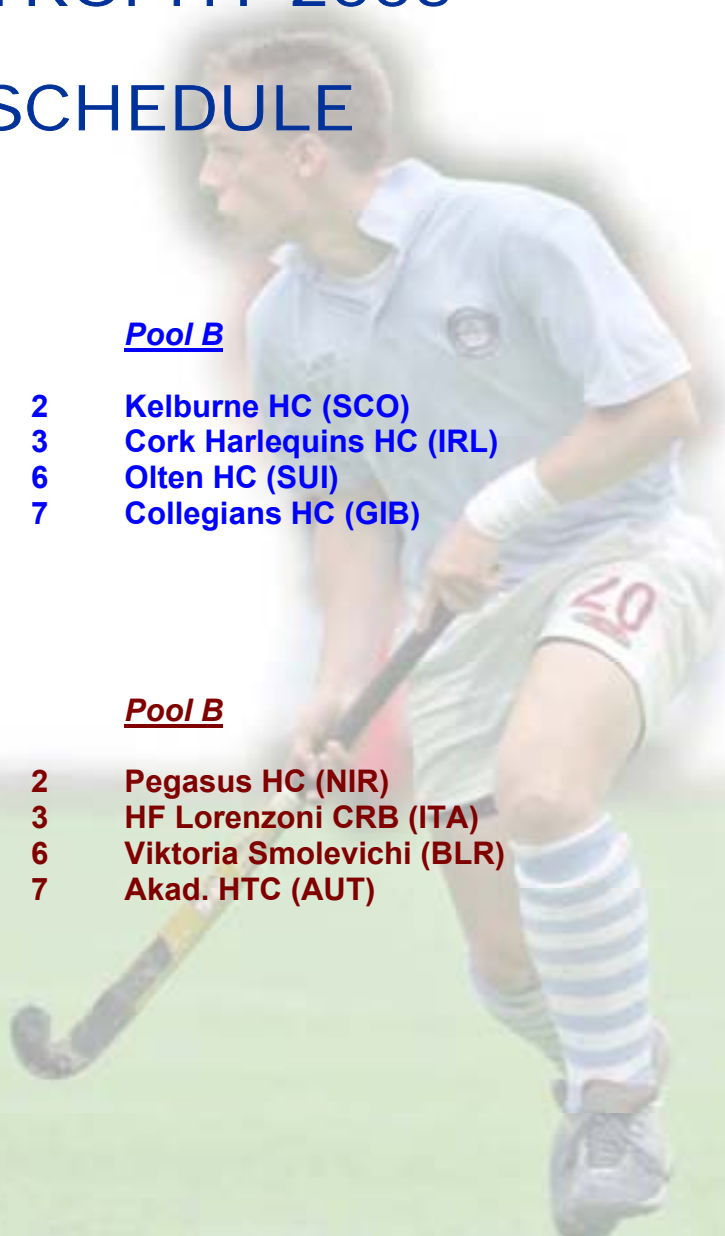 SCHEDULE
Pool B
2 Kelburne HC (SCO)
3 Cork Harlequins HC (IRL)
6 Olten HC (SUI)
7 Collegians HC (GIB)
20
Pool B
2 Pegasus HC (NIR)
3 HF Lorenzoni CRB (ITA)
6 Viktoria Smolevichi (BLR)
7 Akad. HTC (AUT)